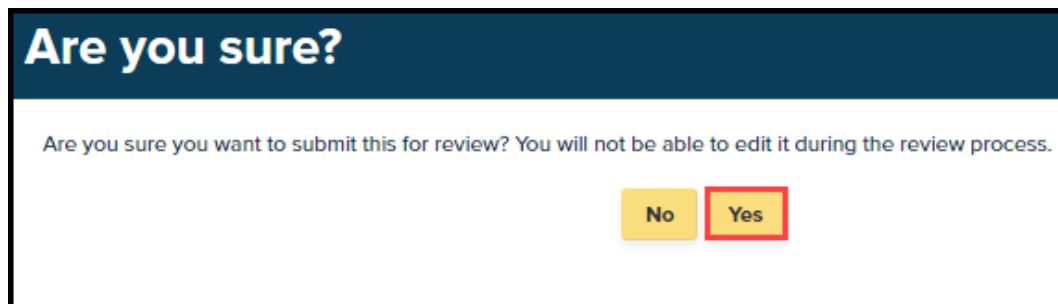 Are you sure?
Are you sure you want to submit this for review? You will not be able to edit it during the review process.
No Yes